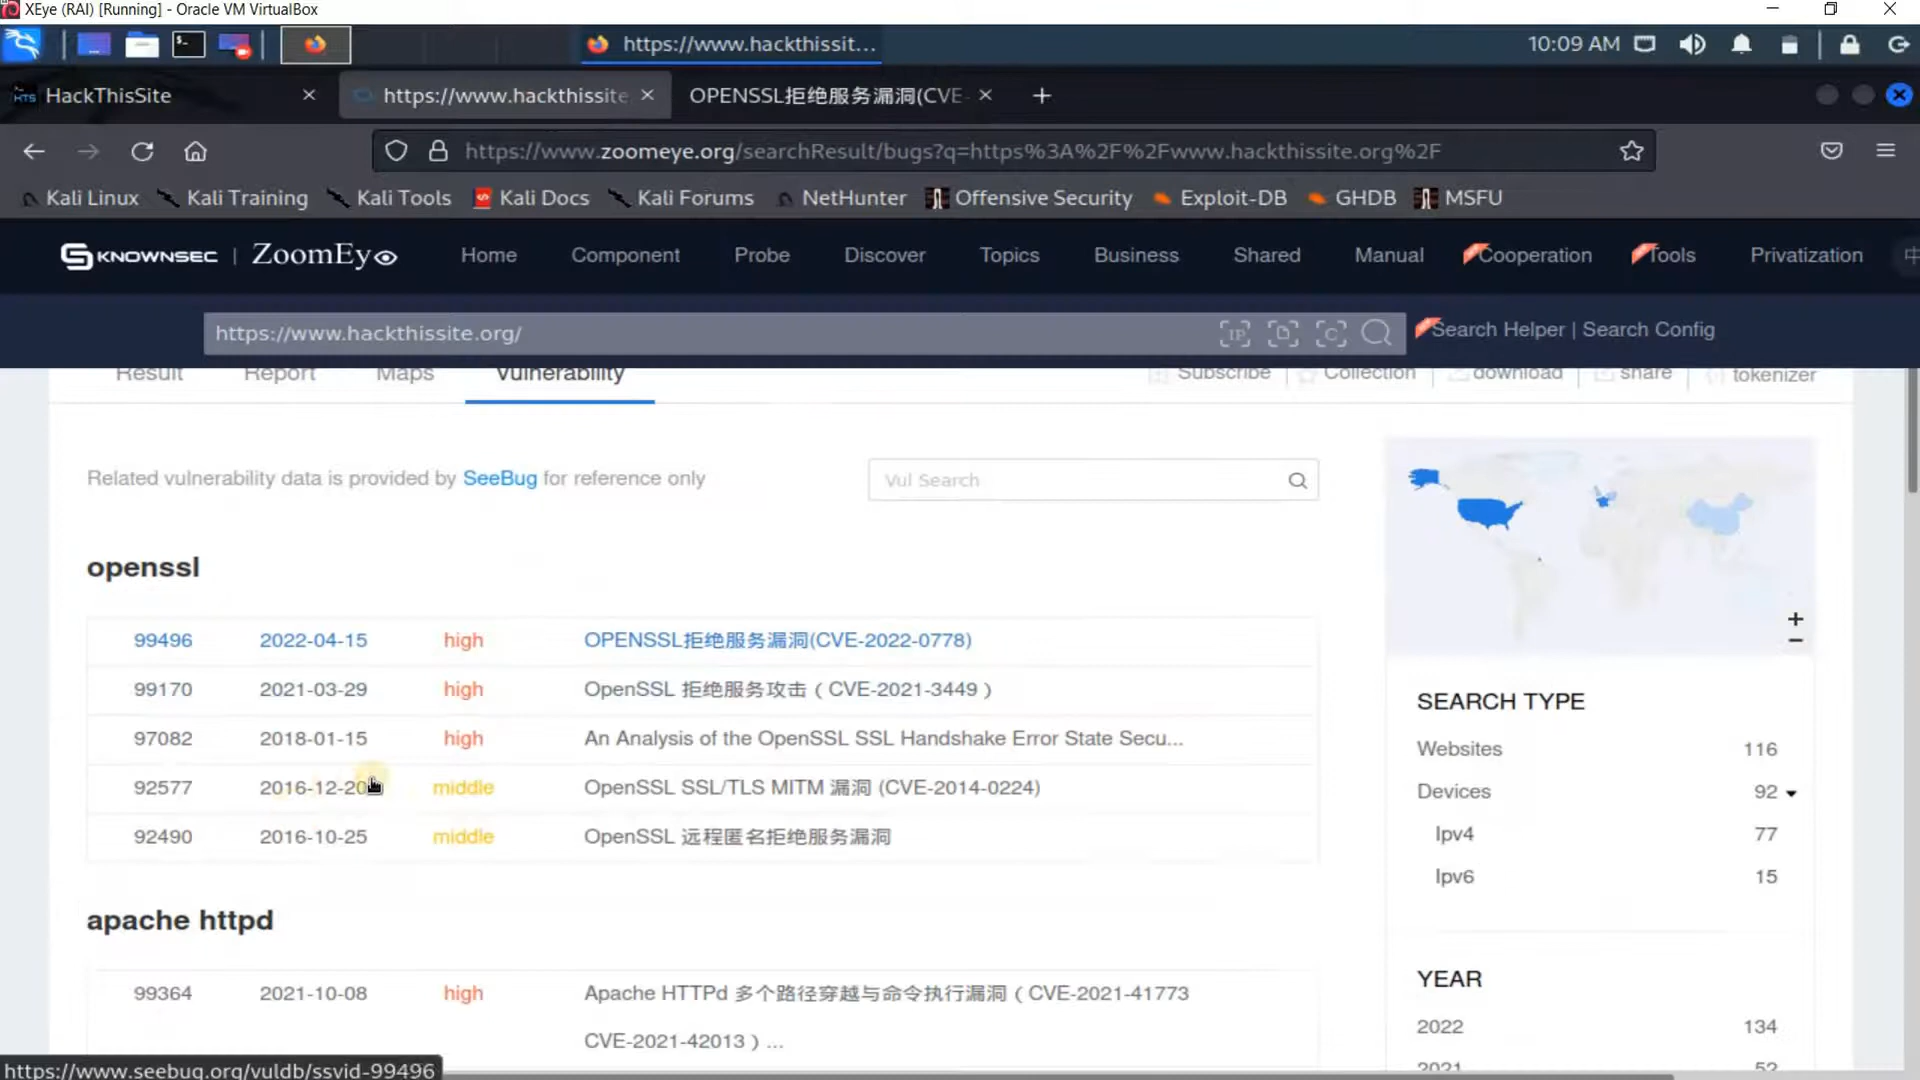 XEye (RAI) [Running] - Oracle VM VirtualBox
https://www.hackthissit...
10:09 AM
HackThisSite
https://www.hackthissite
OPENSSL拒绝服务漏洞(CVE-
https://www.zoomeye.org/searchResult/bugs?q=https%3A%2F%2Fwww.hackthissite.org%2F
Kali Linux Kali Training Kali Tools Kali Docs Kali Forums NetHunter Offensive Security Exploit-DB GHDB MSFU
KNOWNSEC | ZoomEye Home Component Probe Discover Topics Business Shared Manual Cooperation Tools Privatization 中
https://www.hackthissite.org/
IP C
Search Helper | Search Config
Result Report Maps Vulnerability
Subscribe Collection download share tokenizer
Related vulnerability data is provided by SeeBug for reference only
Vul Search
openssl
99496 2022-04-15 high OPENSSL拒绝服务漏洞(CVE-2022-0778)
99170 2021-03-29 high OpenSSL 拒绝服务攻击（CVE-2021-3449）
97082 2018-01-15 high An Analysis of the OpenSSL SSL Handshake Error State Secu...
92577 2016-12-20 middle OpenSSL SSL/TLS MITM 漏洞 (CVE-2014-0224)
92490 2016-10-25 middle OpenSSL 远程匿名拒绝服务漏洞
apache httpd
99364 2021-10-08 high Apache HTTPd 多个路径穿越与命令执行漏洞（CVE-2021-41773
CVE-2021-42013）...
+
−
SEARCH TYPE
Websites 116
Devices 92
Ipv4 77
Ipv6 15
YEAR
2022 134
2021 52
https://www.seebug.org/vuldb/ssvid-99496